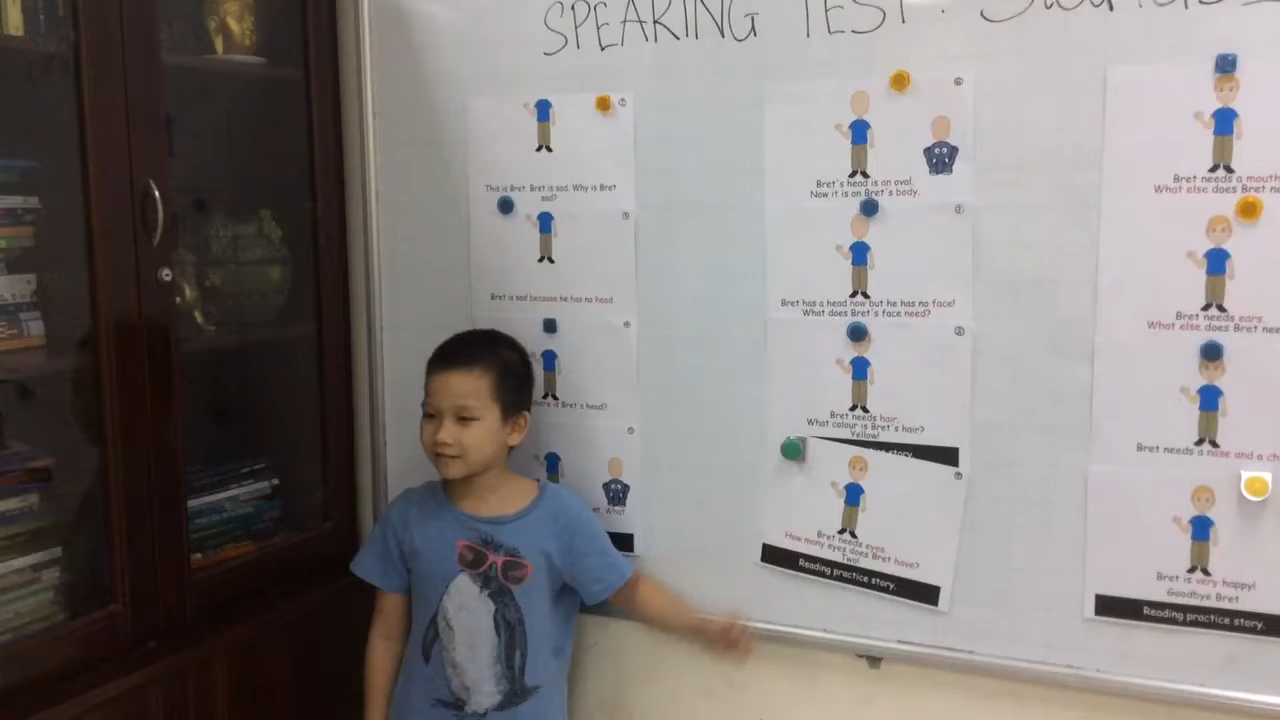 SPEAKING TEST:
This is Bret. Bret is sad. Why is Bret
sad?
Bret is sad because he has no head.
there is Bret's head?
What
Bret's head is an oval.
Now it is on Bret's body.
Bret has a head now but he has no face!
What does Bret's face need?
Bret needs hair.
What colour is Bret's hair?
Yellow!
story.
Bret needs eyes.
How many eyes does Bret have?
Two!
Reading practice story.
Bret needs a mouth
What else does Bret
Bret needs ears.
What else does Bret
Bret needs a nose and a
Bret is very happy!
Goodbye Bret
Reading practice story.